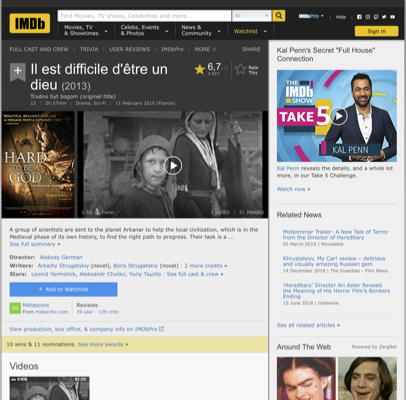 IMDb
Find Movies, TV shows, Celebrities and more...
All
Movies, TV & Showtimes
Celebs, Events & Photos
News & Community
Watchlist
IMDbPro
Help
Sign in
FULL CAST AND CREW | TRIVIA | USER REVIEWS | IMDbPro | MORE
SHARE
Il est difficile d'être un
dieu (2013)
Trudno byt bogom (original title)
12 | 2h 57min | Drama, Sci-Fi | 11 February 2015 (France)
6,7
Rate
This
HARD
TO BE A
GOD
Trailer
1 VIDEO | 21 IMAGES
A group of scientists are sent to the planet Arkanar to help the local civilization, which is in the
Medieval phase of its own history, to find the right path to progress. Their task is a ...
See full summary »
Director: Aleksey German
Writers: Arkadiy Strugatskiy (novel), Boris Strugatskiy (novel) | 2 more credits »
Stars: Leonid Yarmolnik, Aleksandr Chutko, Yuriy Tsurilo | See full cast & crew »
+ Add to Watchlist
Metascore
From metacritic.com
Reviews
39 user | 129 critic
View production, box office, & company info on IMDbPro
10 wins & 11 nominations. See more awards »
Videos
Kal Penn's Secret "Full House"
Connection
THE
IMDb
SHOW
TAKE 5
KAL PENN
Kal Penn reveals the details, and a whole lot
more, in our Take 5 Challenge.
Watch now »
Related News
Midsommar Trailer: A New Tale of Terror
from the Director of Hereditary
05 March 2019 | MovieWeb
Khrustalyov, My Car! review – delirious
and visually amazing Russian gem
14 December 2018 | The Guardian - Film News
'Hereditary' Director Ari Aster Reveals
the Meaning of His Horror Film's Bonkers
Ending
15 June 2018 | Indiewire
See all related articles »
Around The Web
Powered by ZergNet